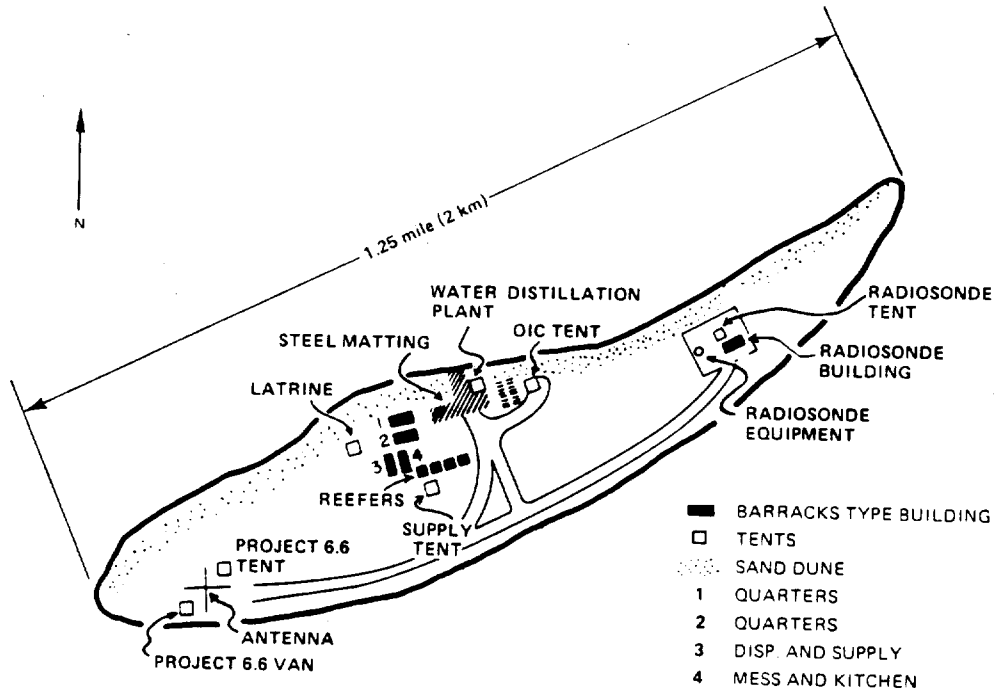 N
1.25 mile (2 km)
WATER DISTILLATION
PLANT
OIC TENT
STEEL MATTING
LATRINE
RADIOSONDE
TENT
RADIOSONDE
BUILDING
RADIOSONDE
EQUIPMENT
1
2
3
4
REEFERS
SUPPLY
TENT
PROJECT 6.6
TENT
ANTENNA
PROJECT 6.6 VAN
BARRACKS TYPE BUILDING
TENTS
SAND DUNE
1 QUARTERS
2 QUARTERS
3 DISP. AND SUPPLY
4 MESS AND KITCHEN